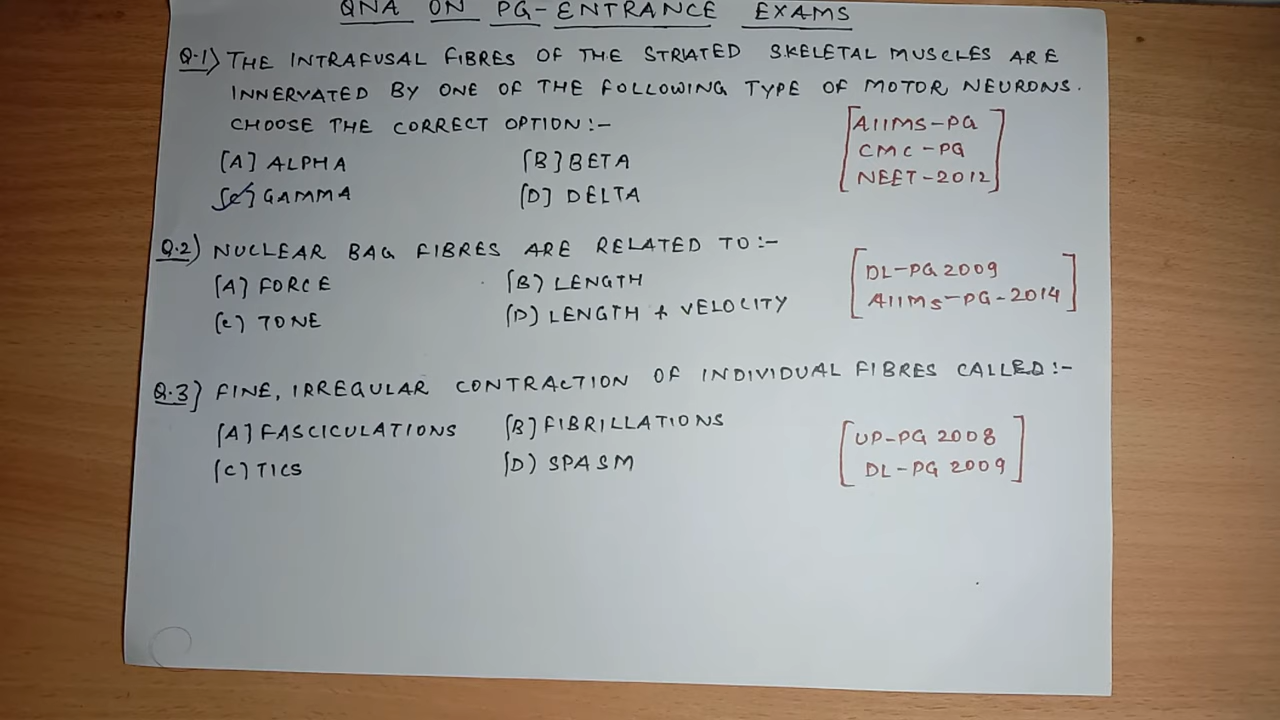 QNA ON PG-ENTRANCE EXAMS
Q.1) THE INTRAFUSAL FIBRES OF THE STRIATED SKELETAL MUSCLES ARE
INNERVATED BY ONE OF THE FOLLOWING TYPE OF MOTOR NEURONS.
CHOOSE THE CORRECT OPTION:-
[AIIMS-PG
CMC-PG
NEET-2012]
[A] ALPHA [B] BETA
[C] GAMMA [D] DELTA
Q.2) NUCLEAR BAG FIBRES ARE RELATED TO:-
[A] FORCE (B) LENGTH
(C) TONE (D) LENGTH + VELOCITY
[DL-PG 2009
AIIMS-PG-2014]
Q.3) FINE, IRREGULAR CONTRACTION OF INDIVIDUAL FIBRES CALLED:-
[A] FASCICULATIONS [B] FIBRILLATIONS
(C) TICS (D) SPASM
[UP-PG 2008
DL-PG 2009]